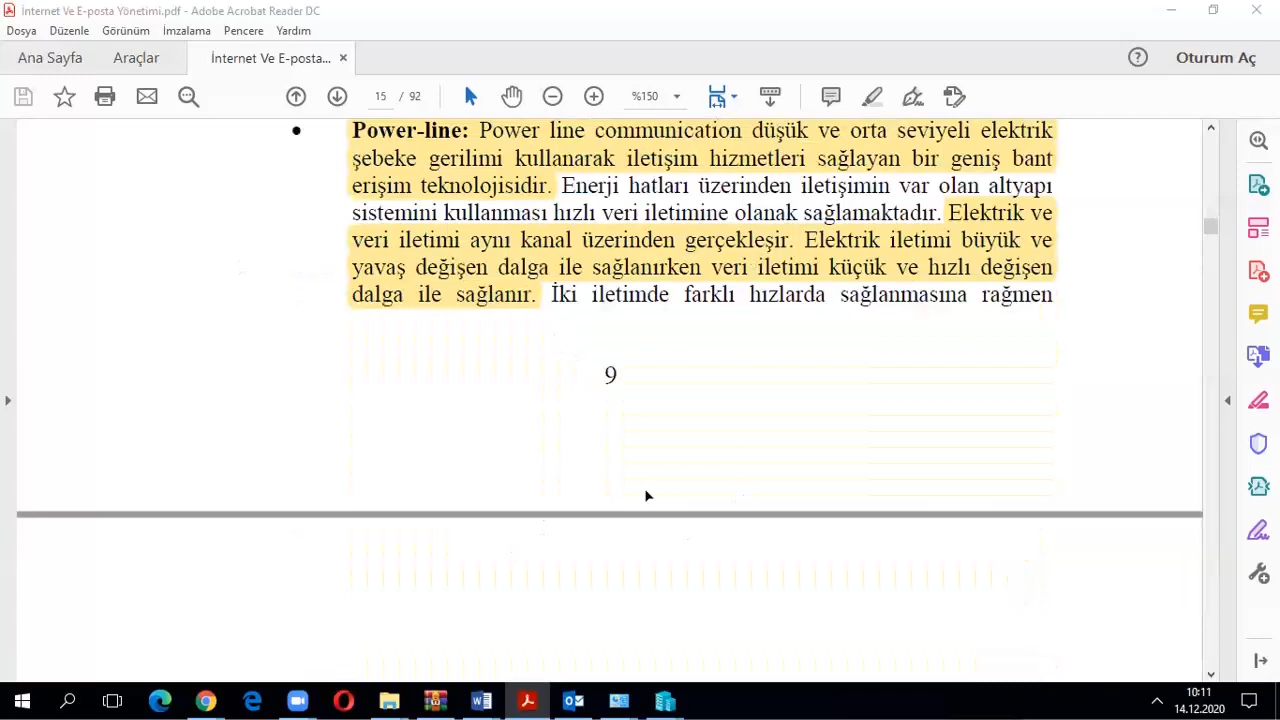 İnternet Ve E-posta Yönetimi.pdf - Adobe Acrobat Reader DC
Dosya Düzenle Görünüm İmzalama Pencere Yardım
Ana Sayfa Araçlar İnternet Ve E-posta... × Oturum Aç
15 / 92 %150
• Power-line: Power line communication düşük ve orta seviyeli elektrik
şebeke gerilimi kullanarak iletişim hizmetleri sağlayan bir geniş bant
erişim teknolojisidir. Enerji hatları üzerinden iletişimin var olan altyapı
sistemini kullanması hızlı veri iletimine olanak sağlamaktadır. Elektrik ve
veri iletimi aynı kanal üzerinden gerçekleşir. Elektrik iletimi büyük ve
yavaş değişen dalga ile sağlanırken veri iletimi küçük ve hızlı değişen
dalga ile sağlanır. İki iletimde farklı hızlarda sağlanmasına rağmen
9
10:11
14.12.2020